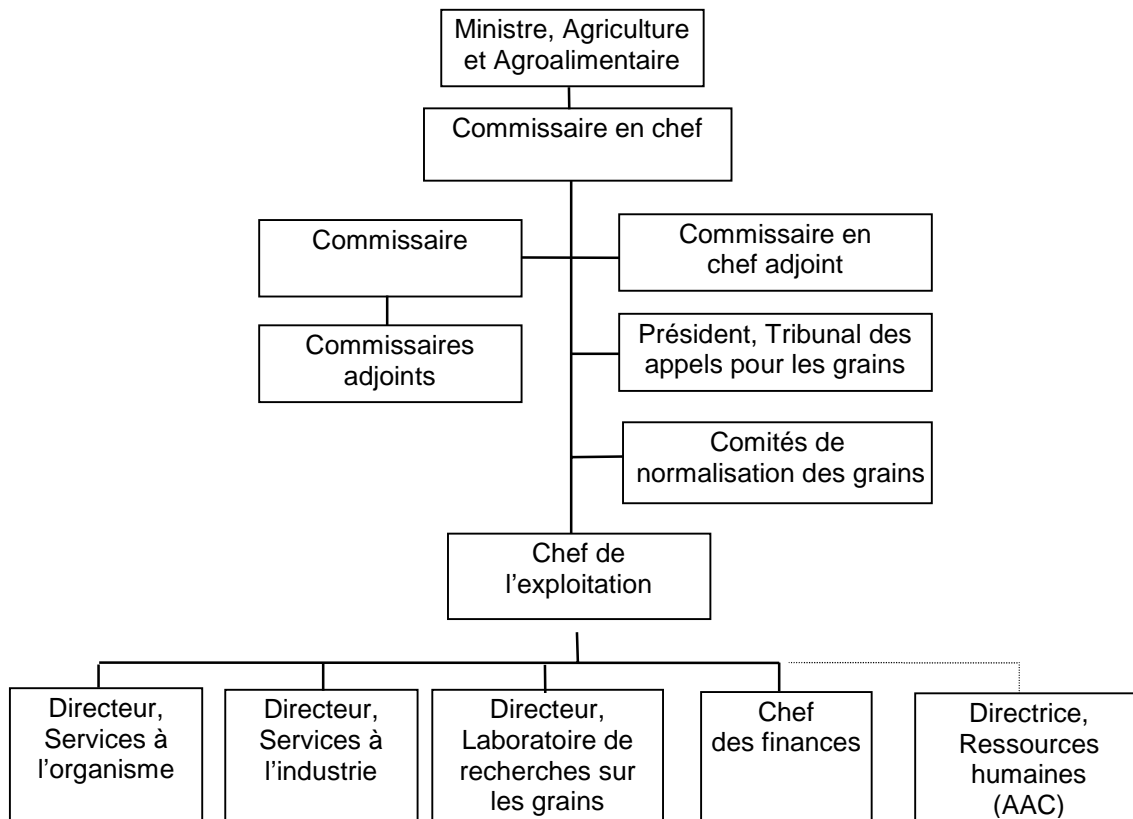 Ministre, Agriculture
et Agroalimentaire
Commissaire en chef
Commissaire
Commissaire en
chef adjoint
Commissaires
adjoints
Président, Tribunal des
appels pour les grains
Comités de
normalisation des grains
Chef de
l’exploitation
Directeur,
Services à
l’organisme
Directeur,
Services à
l’industrie
Directeur,
Laboratoire de
recherches sur
les grains
Chef
des finances
Directrice,
Ressources
humaines
(AAC)